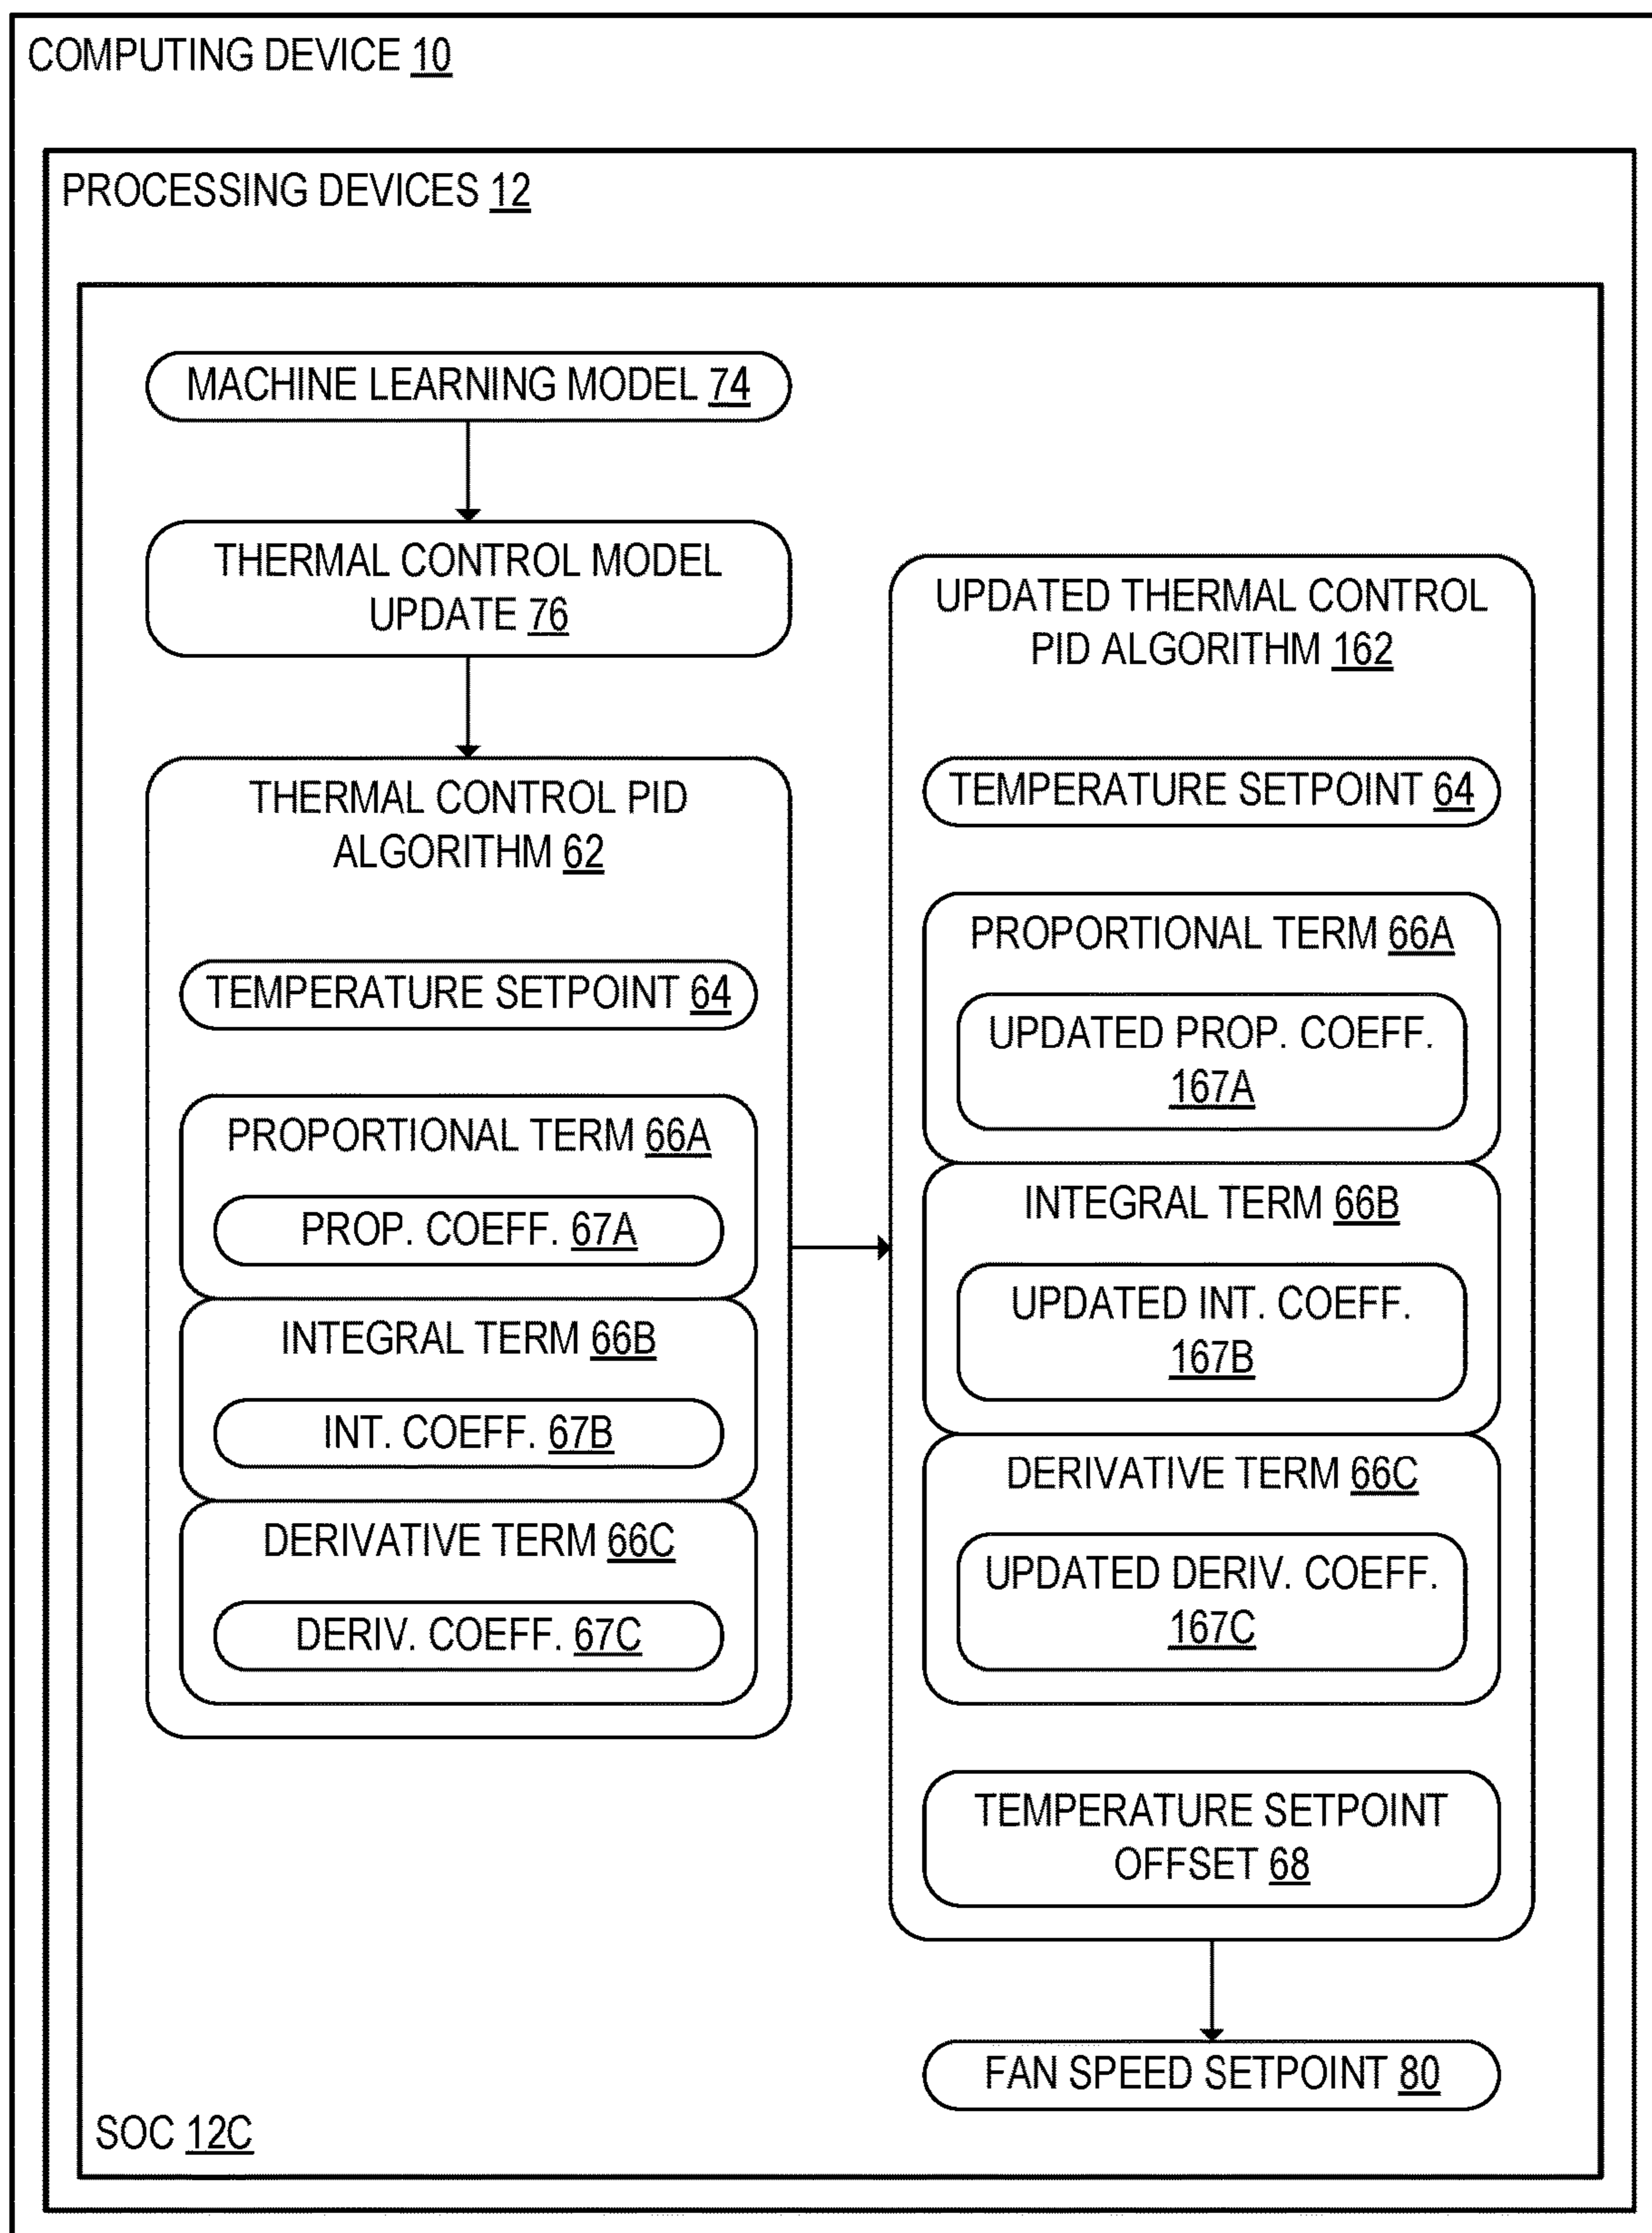 COMPUTING DEVICE 10
PROCESSING DEVICES 12
MACHINE LEARNING MODEL 74
THERMAL CONTROL MODEL
UPDATE 76
THERMAL CONTROL PID
ALGORITHM 62
TEMPERATURE SETPOINT 64
PROPORTIONAL TERM 66A
PROP. COEFF. 67A
INTEGRAL TERM 66B
INT. COEFF. 67B
DERIVATIVE TERM 66C
DERIV. COEFF. 67C
UPDATED THERMAL CONTROL
PID ALGORITHM 162
TEMPERATURE SETPOINT 64
PROPORTIONAL TERM 66A
UPDATED PROP. COEFF.
167A
INTEGRAL TERM 66B
UPDATED INT. COEFF.
167B
DERIVATIVE TERM 66C
UPDATED DERIV. COEFF.
167C
TEMPERATURE SETPOINT
OFFSET 68
FAN SPEED SETPOINT 80
SOC 12C